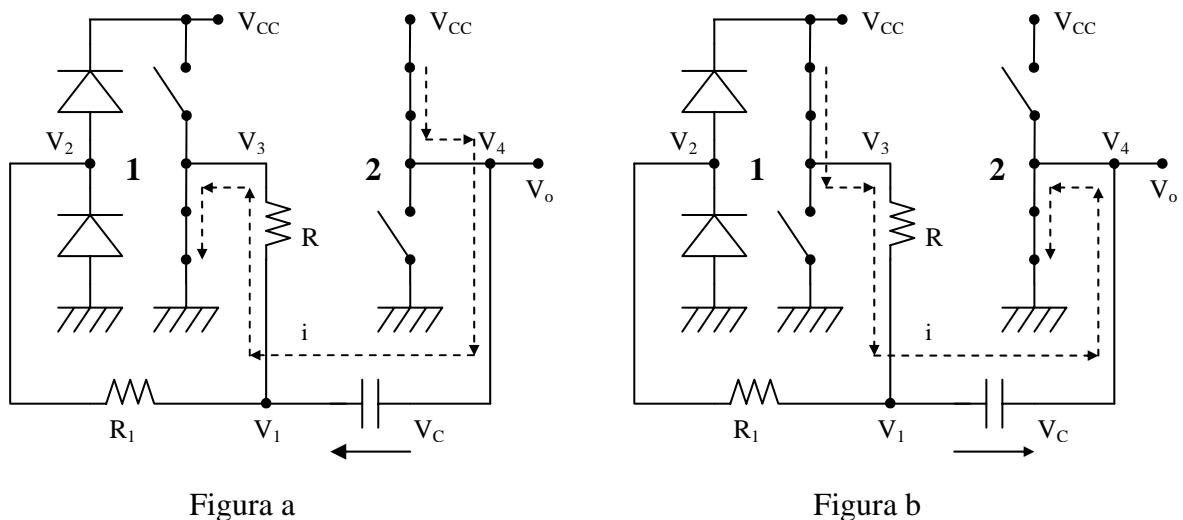 V_CC V_CC V_CC V_CC
V_2 1 V_3 2 V_4 V_2 1 V_3 2 V_4
V_o V_o
R R
i i
R_1 V_1 V_C R_1 V_1 V_C
Figura a Figura b